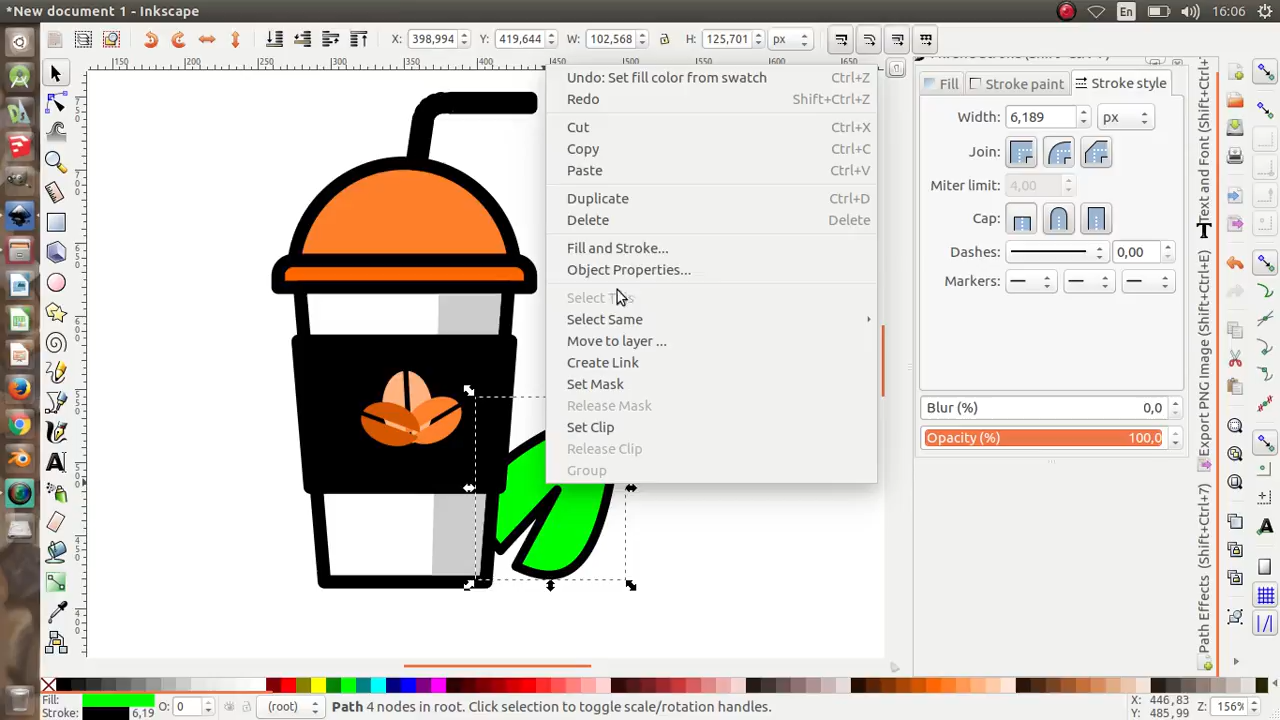 *New document 1 - Inkscape
En
16:06
X: 398,994
Y: 419,644
W: 102,568
H: 125,701
px
Undo: Set fill color from swatch Ctrl+Z
Redo Shift+Ctrl+Z
Cut Ctrl+X
Copy Ctrl+C
Paste Ctrl+V
Duplicate Ctrl+D
Delete Delete
Fill and Stroke...
Object Properties...
Select This
Select Same
Move to layer ...
Create Link
Set Mask
Release Mask
Set Clip
Release Clip
Group
Fill
Stroke paint
Stroke style
Width: 6,189 px
Join:
Miter limit: 4,00
Cap:
Dashes: 0,00
Markers:
Blur (%) 0,0
Opacity (%) 100,0
Text and Font (Shift+Ctrl+
Export PNG Image (Shift+Ctrl+E)
Path Effects (Shift+Ctrl+7)
Fill:
Stroke: 6,19
O: 0
(root)
Path 4 nodes in root. Click selection to toggle scale/rotation handles.
X: 446,83
Y: 485,99
Z: 156%